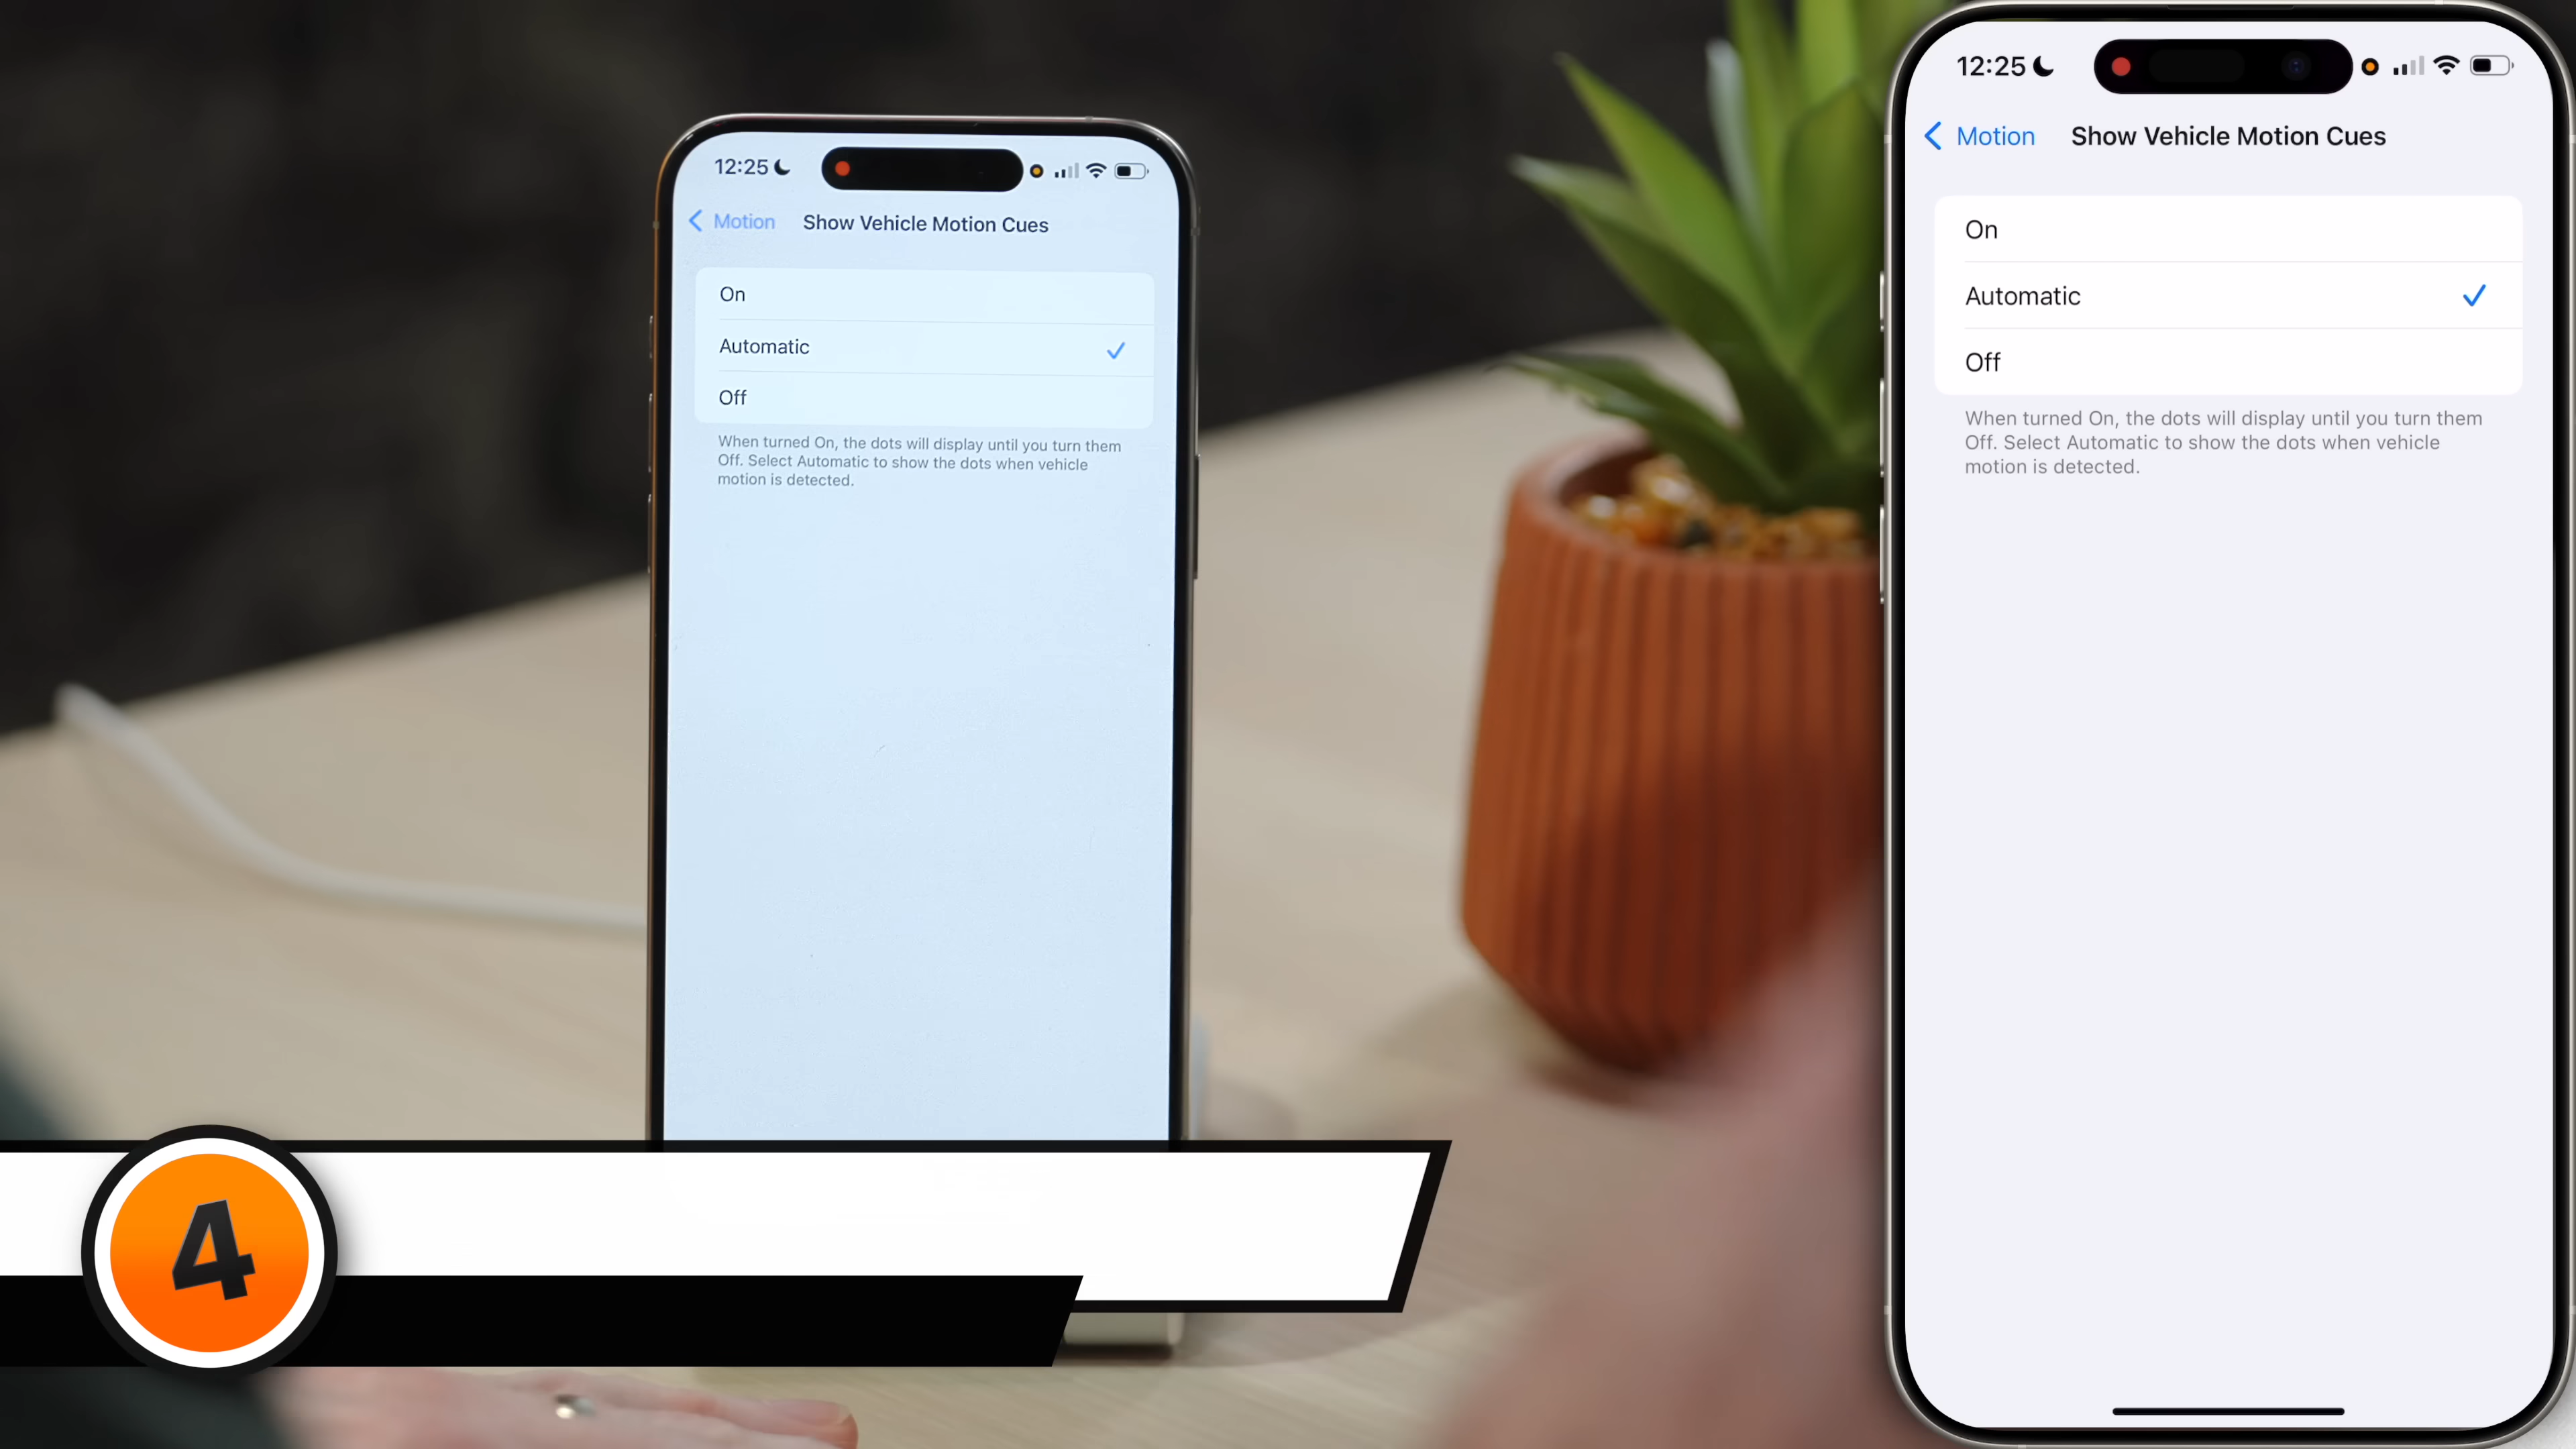 12:25
Motion
Show Vehicle Motion Cues
On
Automatic
Off
When turned On, the dots will display until you turn them
Off. Select Automatic to show the dots when vehicle
motion is detected.
4
12:25
Motion
Show Vehicle Motion Cues
On
Automatic
Off
When turned On, the dots will display until you turn them
Off. Select Automatic to show the dots when vehicle
motion is detected.